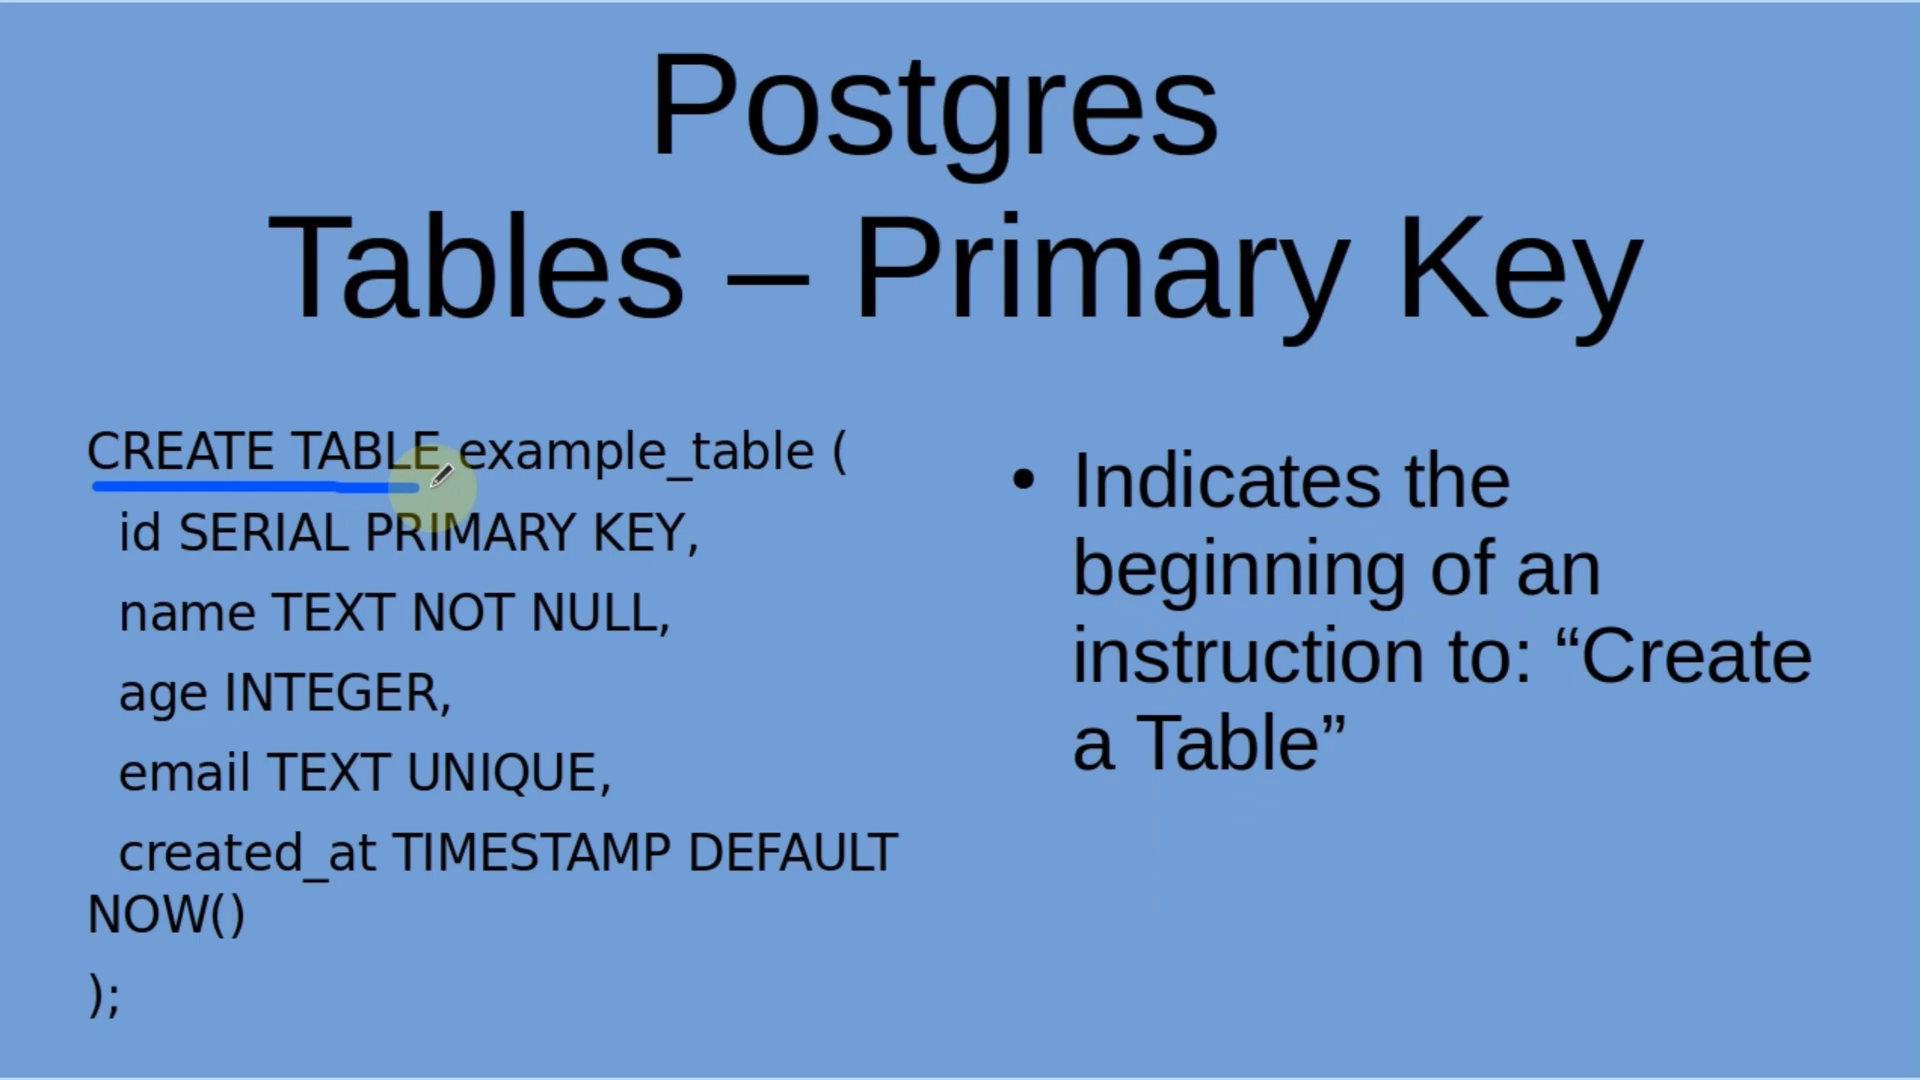 Postgres
Tables – Primary Key
CREATE TABLE example_table (
id SERIAL PRIMARY KEY,
name TEXT NOT NULL,
age INTEGER,
email TEXT UNIQUE,
created_at TIMESTAMP DEFAULT
NOW()
);
• Indicates the
beginning of an
instruction to: “Create
a Table”